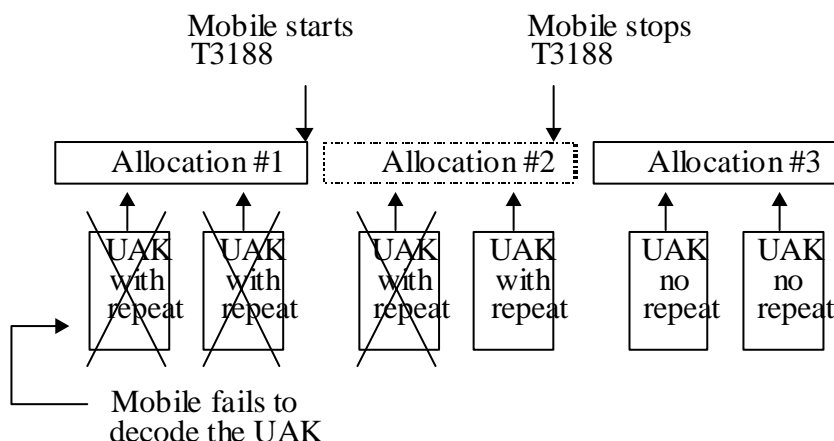 Mobile starts
T3188
Mobile stops
T3188
Allocation #1
Allocation #2
Allocation #3
UAK
with
repeat
UAK
with
repeat
UAK
with
repeat
UAK
with
repeat
UAK
no
repeat
UAK
no
repeat
Mobile fails to
decode the UAK